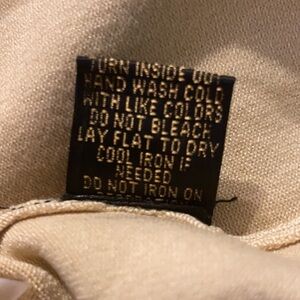 TURN INSIDE OUT
HAND WASH COLD
WITH LIKE COLORS
DO NOT BLEACH
LAY FLAT TO DRY
COOL IRON IF
NEEDED
DO NOT IRON ON